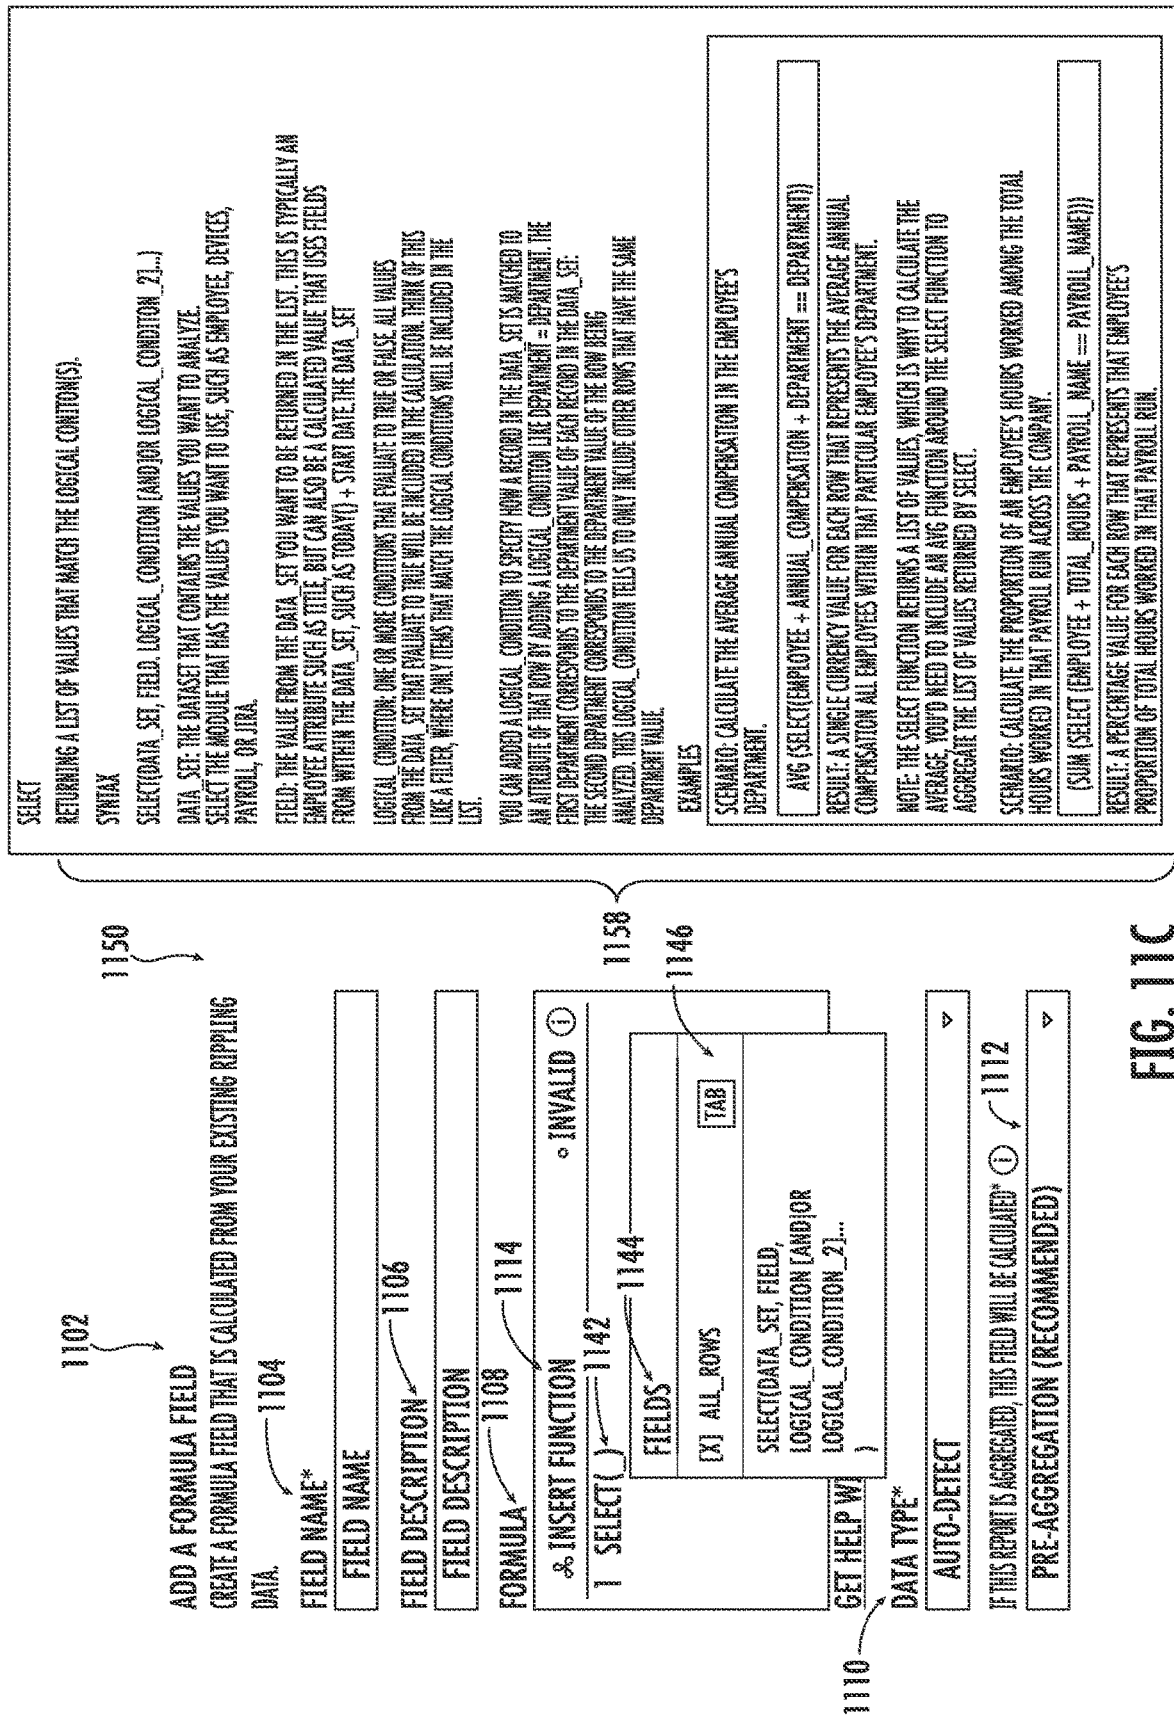 1102
1150
ADD A FORMULA FIELD
CREATE A FORMULA FIELD THAT IS CALCULATED FROM YOUR EXISTING RIPPLING
DATA.
1104
FIELD NAME*
FIELD NAME
1106
FIELD DESCRIPTION
FIELD DESCRIPTION
1108
FORMULA
1114
INSERT FUNCTION
INVALID i
1 SELECT(_)
1142
1144
FIELDS
[X] ALL_ROWS
TAB
1146
SELECT(DATA_SET, FIELD,
LOGICAL_CONDITION [AND|OR
LOGICAL_CONDITION_2]...
)
GET HELP WI
1110
DATA TYPE*
AUTO-DETECT
IF THIS REPORT IS AGGREGATED, THIS FIELD WILL BE CALCULATED* i
1112
PRE-AGGREGATION (RECOMMENDED)
1158
SELECT
RETURNING A LIST OF VALUES THAT MATCH THE LOGICAL CONITON(S).
SYNTAX
SELECT(DATA_SET, FIELD. LOGICAL_CONDITION [AND|OR LOGICAL_CONDITON_2]...)
DATA_SET: THE DATASET THAT CONTAINS THE VALUES YOU WANT TO ANALYZE.
SELECT THE MODULE THAT HAS THE VALUES YOU WANT TO USE, SUCH AS EMPLOYEE, DEVICES,
PAYROLL, OR JIRA.
FIELD: THE VALUE FROM THE DATA_SET YOU WANT TO BE RETURNED IN THE LIST. THIS IS TYPICALLY AN
EMPLOYEE ATTRIBUTE SUCH AS STITLE, BUT CAN ALSO BE A CALCULATED VALUE THAT USES FIELDS
FROM WITHIN THE DATA_SET, SUCH AS TODAY() + START DATE.THE DATA_SET
LOGICAL_CONDITION: ONE OR MORE CONDITIONS THAT EVALUATE TO TRUE OR FALSE. ALL VALUES
FROM THE DATA_SET THAT EVALUATE TO TRUE WILL BE INCLUDED IN THE CALCULATION. THINK OF THIS
LIKE A FILTER, WHERE ONLY ITEMS THAT MATCH THE LOGICAL CONDITIONS WILL BE INCLUDED IN THE
LIST.
YOU CAN ADDED A LOGICAL_CONDITION TO SPECIFY HOW A RECORD IN THE DATA_SET IS MATCHED TO
AN ATTRIBUTE OF THAT ROW BY ADDING A LOGICAL_CONDITION LIKE DEPARTMENT = DEPARTMENT. THE
FIRST DEPARTMENT CORRESPONDS TO THE DEPARTMENT VALUE OF EACH RECORD IN THE DATA_SET:
THE SECOND DEPARTMENT CORRESPONDS TO THE DEPARTMENT VALUE OF THE ROW BEING
ANALYZED. THIS LOGICAL_CONDITION TELLS US TO ONLY INCLUDE OTHER ROWS THAT HAVE THE SAME
DEPARTMENT VALUE.
EXAMPLES
SCENARIO: CALCULATE THE AVERAGE ANNUAL COMPENSATION IN THE EMPLOYEE'S
DEPARTMENT.
AVG (SELECT(EMPLOYEE + ANNUAL_COMPENSATION + DEPARTMENT == DEPARTMENT))
RESULT: A SINGLE CURRENCY VALUE FOR EACH ROW THAT REPRESENTS THE AVERAGE ANNUAL
COMPENSATION ALL EMPLOYEES WITHIN THAT PARTICULAR EMPLOYEE'S DEPARTMENT.
NOTE: THE SELECT FUNCTION RETURNS A LIST OF VALUES, WHICH IS WHY TO CALCULATE THE
AVERAGE, YOU'D NEED TO INCLUDE AN AVG FUNCTION AROUND THE SELECT FUNCTION TO
AGGREGATE THE LIST OF VALUES RETURNED BY SELECT.
SCENARIO: CALCULATE THE PROPORTION OF AN EMPLOYEE'S HOURS WORKED AMONG THE TOTAL
HOURS WORKED IN THAT PAYROLL RUN ACROSS THE COMPANY.
(SUM (SELECT (EMPLOYEE + TOTAL_HOURS + PAYROLL_NAME == PAYROLL_NAME)))
RESULT: A PERCENTAGE VALUE FOR EACH ROW THAT REPRESENTS THAT EMPLOYEE'S
PROPORTION OF TOTAL HOURS WORKED IN THAT PAYROLL RUN.
FIG. 11C